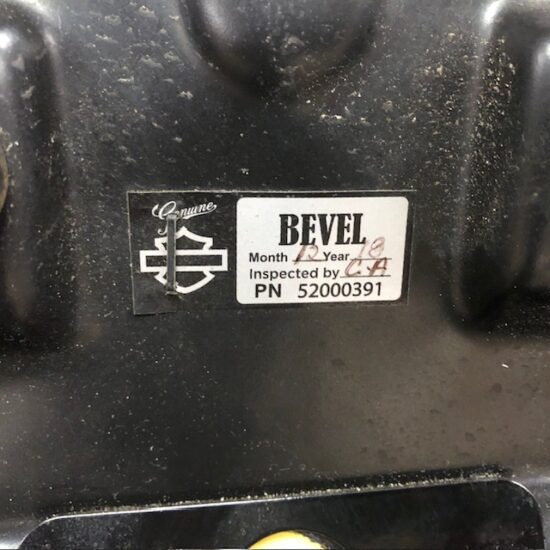 Genuine
BEVEL
Month 12 Year 18
Inspected by C.A
PN 52000391